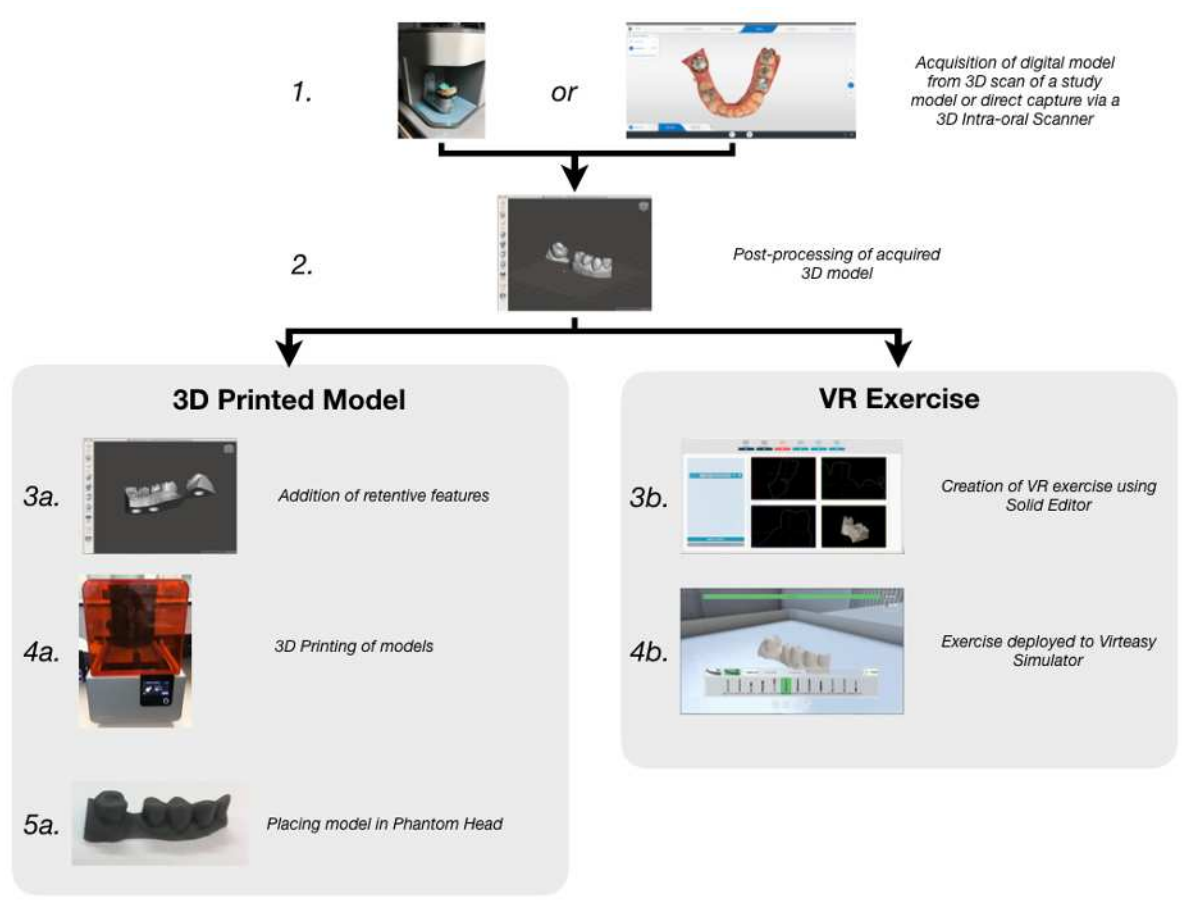 1.
or
Acquisition of digital model
from 3D scan of a study
model or direct capture via a
3D Intra-oral Scanner
2.
Post-processing of acquired
3D model
3D Printed Model
3a.
Addition of retentive features
4a.
3D Printing of models
5a.
Placing model in Phantom Head
VR Exercise
3b.
Creation of VR exercise using
Solid Editor
4b.
Exercise deployed to Virteasy
Simulator